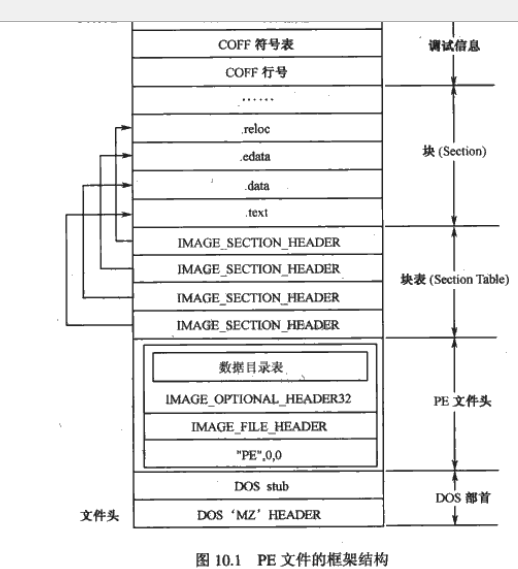 COFF 符号表
调试信息
COFF 行号
......
.reloc
.edata
块 (Section)
.data
.text
IMAGE_SECTION_HEADER
IMAGE_SECTION_HEADER
块表 (Section Table)
IMAGE_SECTION_HEADER
IMAGE_SECTION_HEADER
数据目录表
IMAGE_OPTIONAL_HEADER32
PE 文件头
IMAGE_FILE_HEADER
"PE",0,0
DOS stub
DOS 部首
文件头
DOS ‘MZ’ HEADER
图 10.1 PE 文件的框架结构